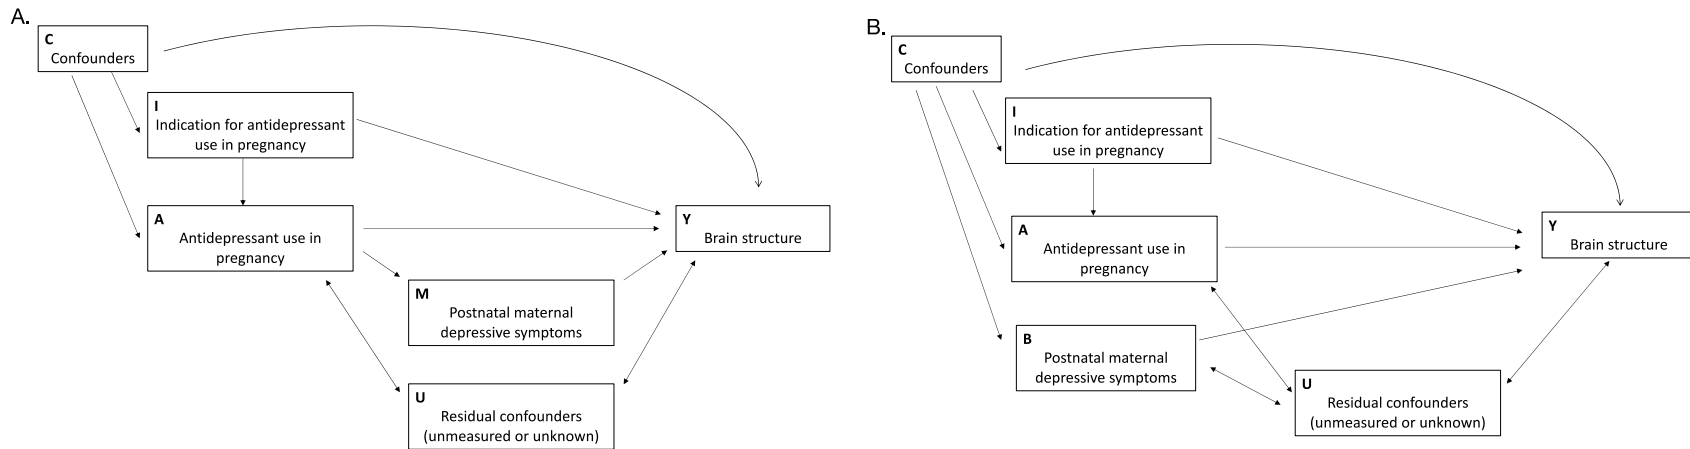 A.
C
Confounders
I
Indication for antidepressant
use in pregnancy
A
Antidepressant use in
pregnancy
Y
Brain structure
M
Postnatal maternal
depressive symptoms
U
Residual confounders
(unmeasured or unknown)
B.
C
Confounders
I
Indication for antidepressant
use in pregnancy
A
Antidepressant use in
pregnancy
Y
Brain structure
B
Postnatal maternal
depressive symptoms
U
Residual confounders
(unmeasured or unknown)